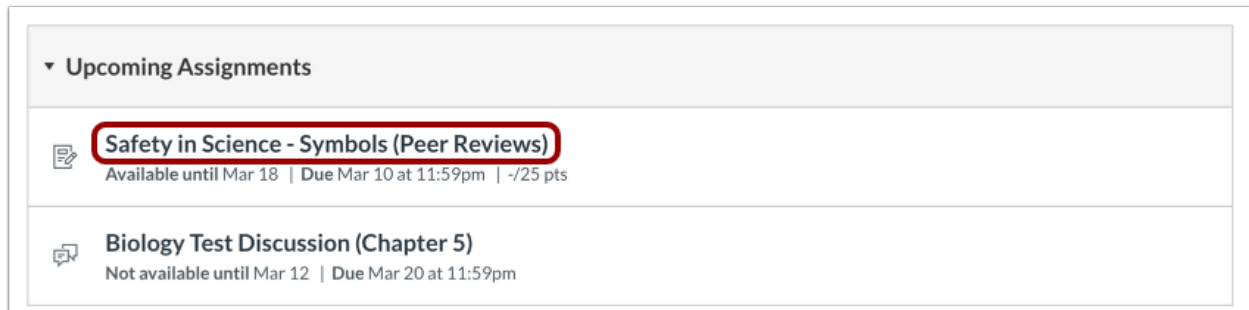 Upcoming Assignments
Safety in Science - Symbols (Peer Reviews)
Available until Mar 18 | Due Mar 10 at 11:59pm | -/25 pts
Biology Test Discussion (Chapter 5)
Not available until Mar 12 | Due Mar 20 at 11:59pm